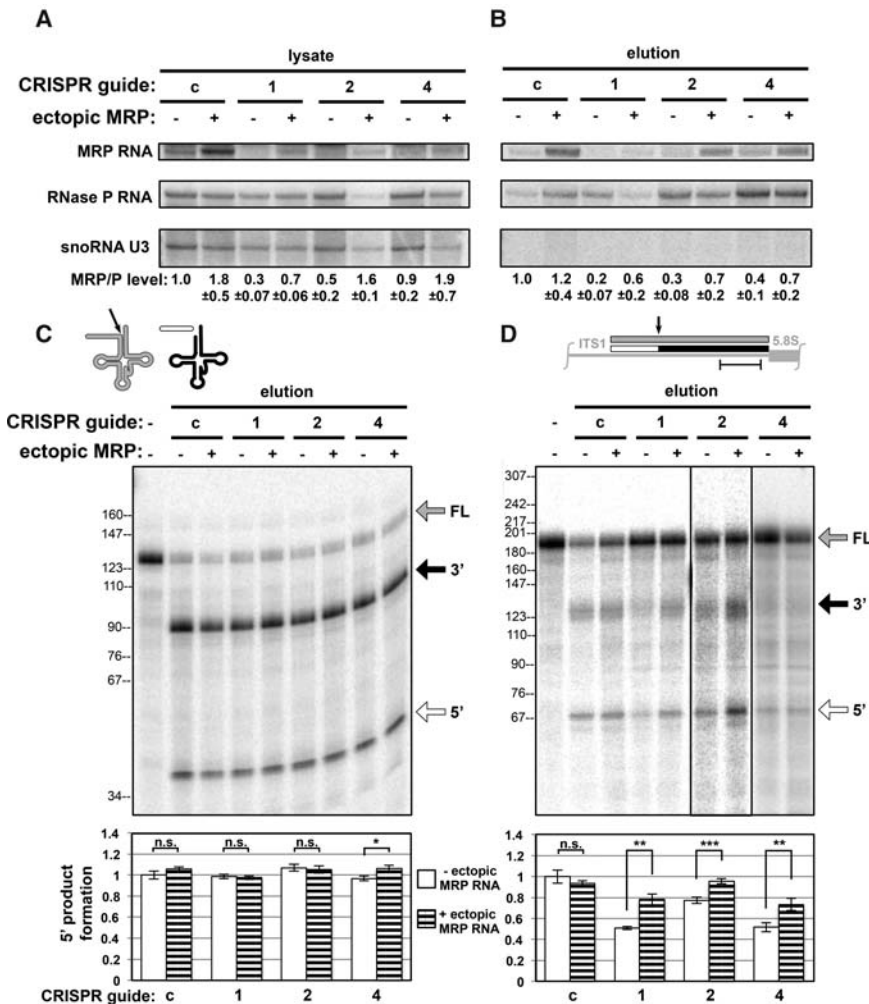 A
lysate
CRISPR guide: c 1 2 4
ectopic MRP: - + - + - + - +
MRP RNA
RNase P RNA
snoRNA U3
MRP/P level: 1.0 1.8 0.3 0.7 0.5 1.6 0.9 1.9
±0.5 ±0.07 ±0.06 ±0.2 ±0.1 ±0.2 ±0.7
B
elution
c 1 2 4
- + - + - + - +
1.0 1.2 0.2 0.6 0.3 0.7 0.4 0.7
±0.4 ±0.07 ±0.2 ±0.08 ±0.2 ±0.1 ±0.2
C
elution
CRISPR guide: - c 1 2 4
ectopic MRP: - - + - + - + - +
160--
147--
123--
110--
90--
76--
67--
34--
FL
3'
5'
1.4
1.2
1
0.8
0.6
0.4
0.2
0
5' product
formation
n.s. n.s. n.s. *
CRISPR guide: c 1 2 4
- ectopic
MRP RNA
+ ectopic
MRP RNA
D
ITS1 5.8S
elution
- c 1 2 4
- - + - + - + - +
307--
242--
217--
201--
180--
160--
147--
123--
110--
90--
76--
67--
FL
3'
5'
1.4
1.2
1
0.8
0.6
0.4
0.2
0
n.s. ** *** **
c 1 2 4